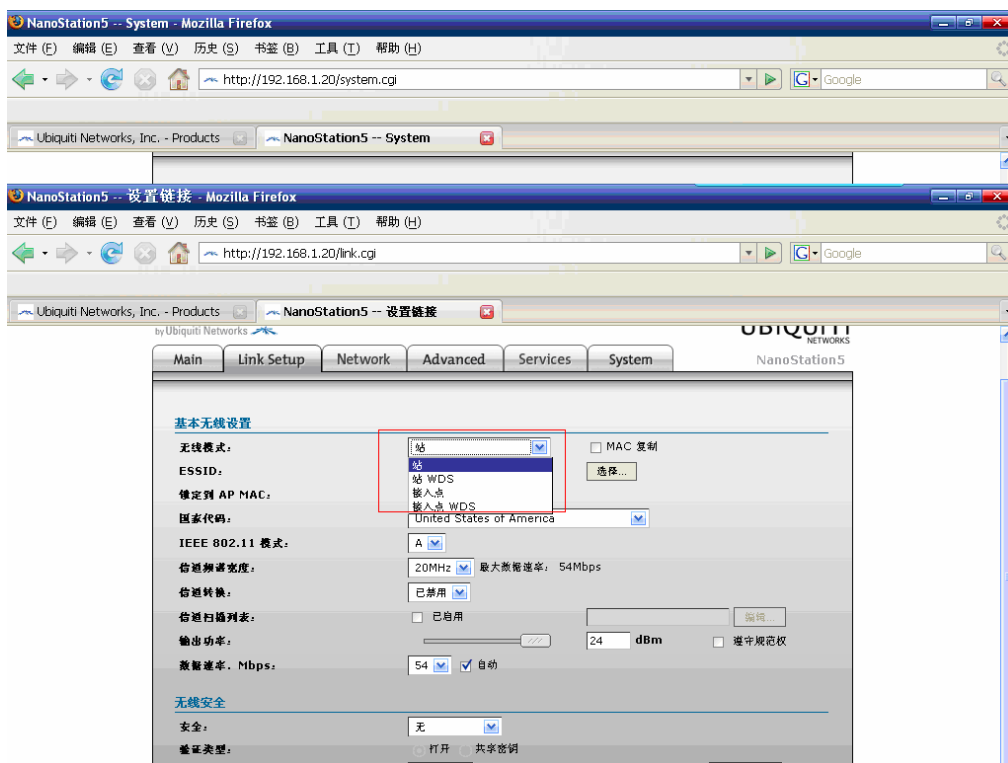 NanoStation5 -- System - Mozilla Firefox
文件 (F) 编辑 (E) 查看 (V) 历史 (S) 书签 (B) 工具 (T) 帮助 (H)
http://192.168.1.20/system.cgi
G Google
Ubiquiti Networks, Inc. - Products NanoStation5 -- System
NanoStation5 -- 设置链接 - Mozilla Firefox
文件 (F) 编辑 (E) 查看 (V) 历史 (S) 书签 (B) 工具 (T) 帮助 (H)
http://192.168.1.20/link.cgi
G Google
Ubiquiti Networks, Inc. - Products NanoStation5 -- 设置链接
by Ubiquiti Networks UBIQUITI
NETWORKS
Main Link Setup Network Advanced Services System NanoStation5
基本无线设置
无线模式: 站 MAC 复制
站
ESSID: 选择...
站 WDS
锁定到 AP MAC:
接入点
接入点 WDS
国家代码: United States of America
IEEE 802.11 模式: A
信道频谱宽度: 20MHz 最大数据速率: 54Mbps
信道转换: 已禁用
信道扫描列表: 已启用 编辑...
输出功率: 24 dBm 遵守规范权
数据速率, Mbps: 54 自动
无线安全
安全: 无
鉴证类型: 打开 共享密钥